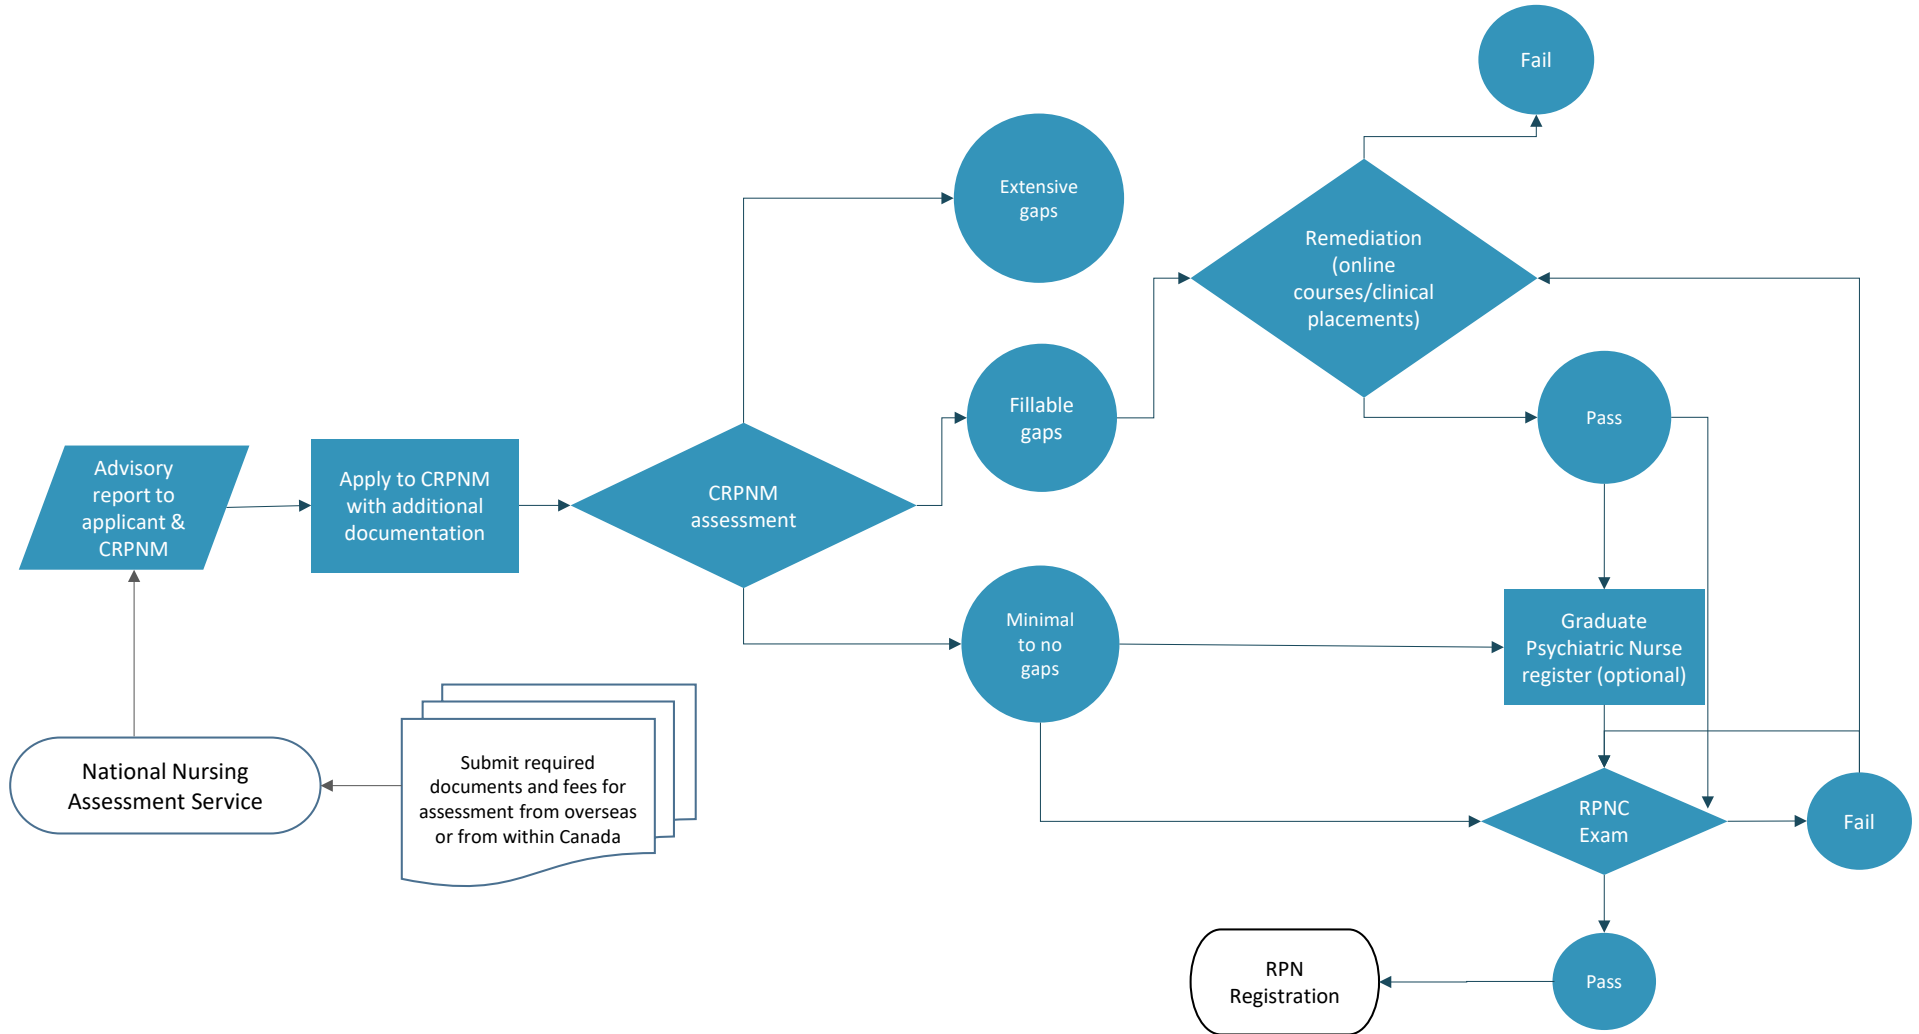 Fail
Extensive
gaps
Remediation
(online
courses/clinical
placements)
Fillable
gaps
Pass
Advisory
report to
applicant &
CRPNM
Apply to CRPNM
with additional
documentation
CRPNM
assessment
Minimal
to no
gaps
Graduate
Psychiatric Nurse
register (optional)
National Nursing
Assessment Service
Submit required
documents and fees for
assessment from overseas
or from within Canada
RPNC
Exam
Fail
RPN
Registration
Pass